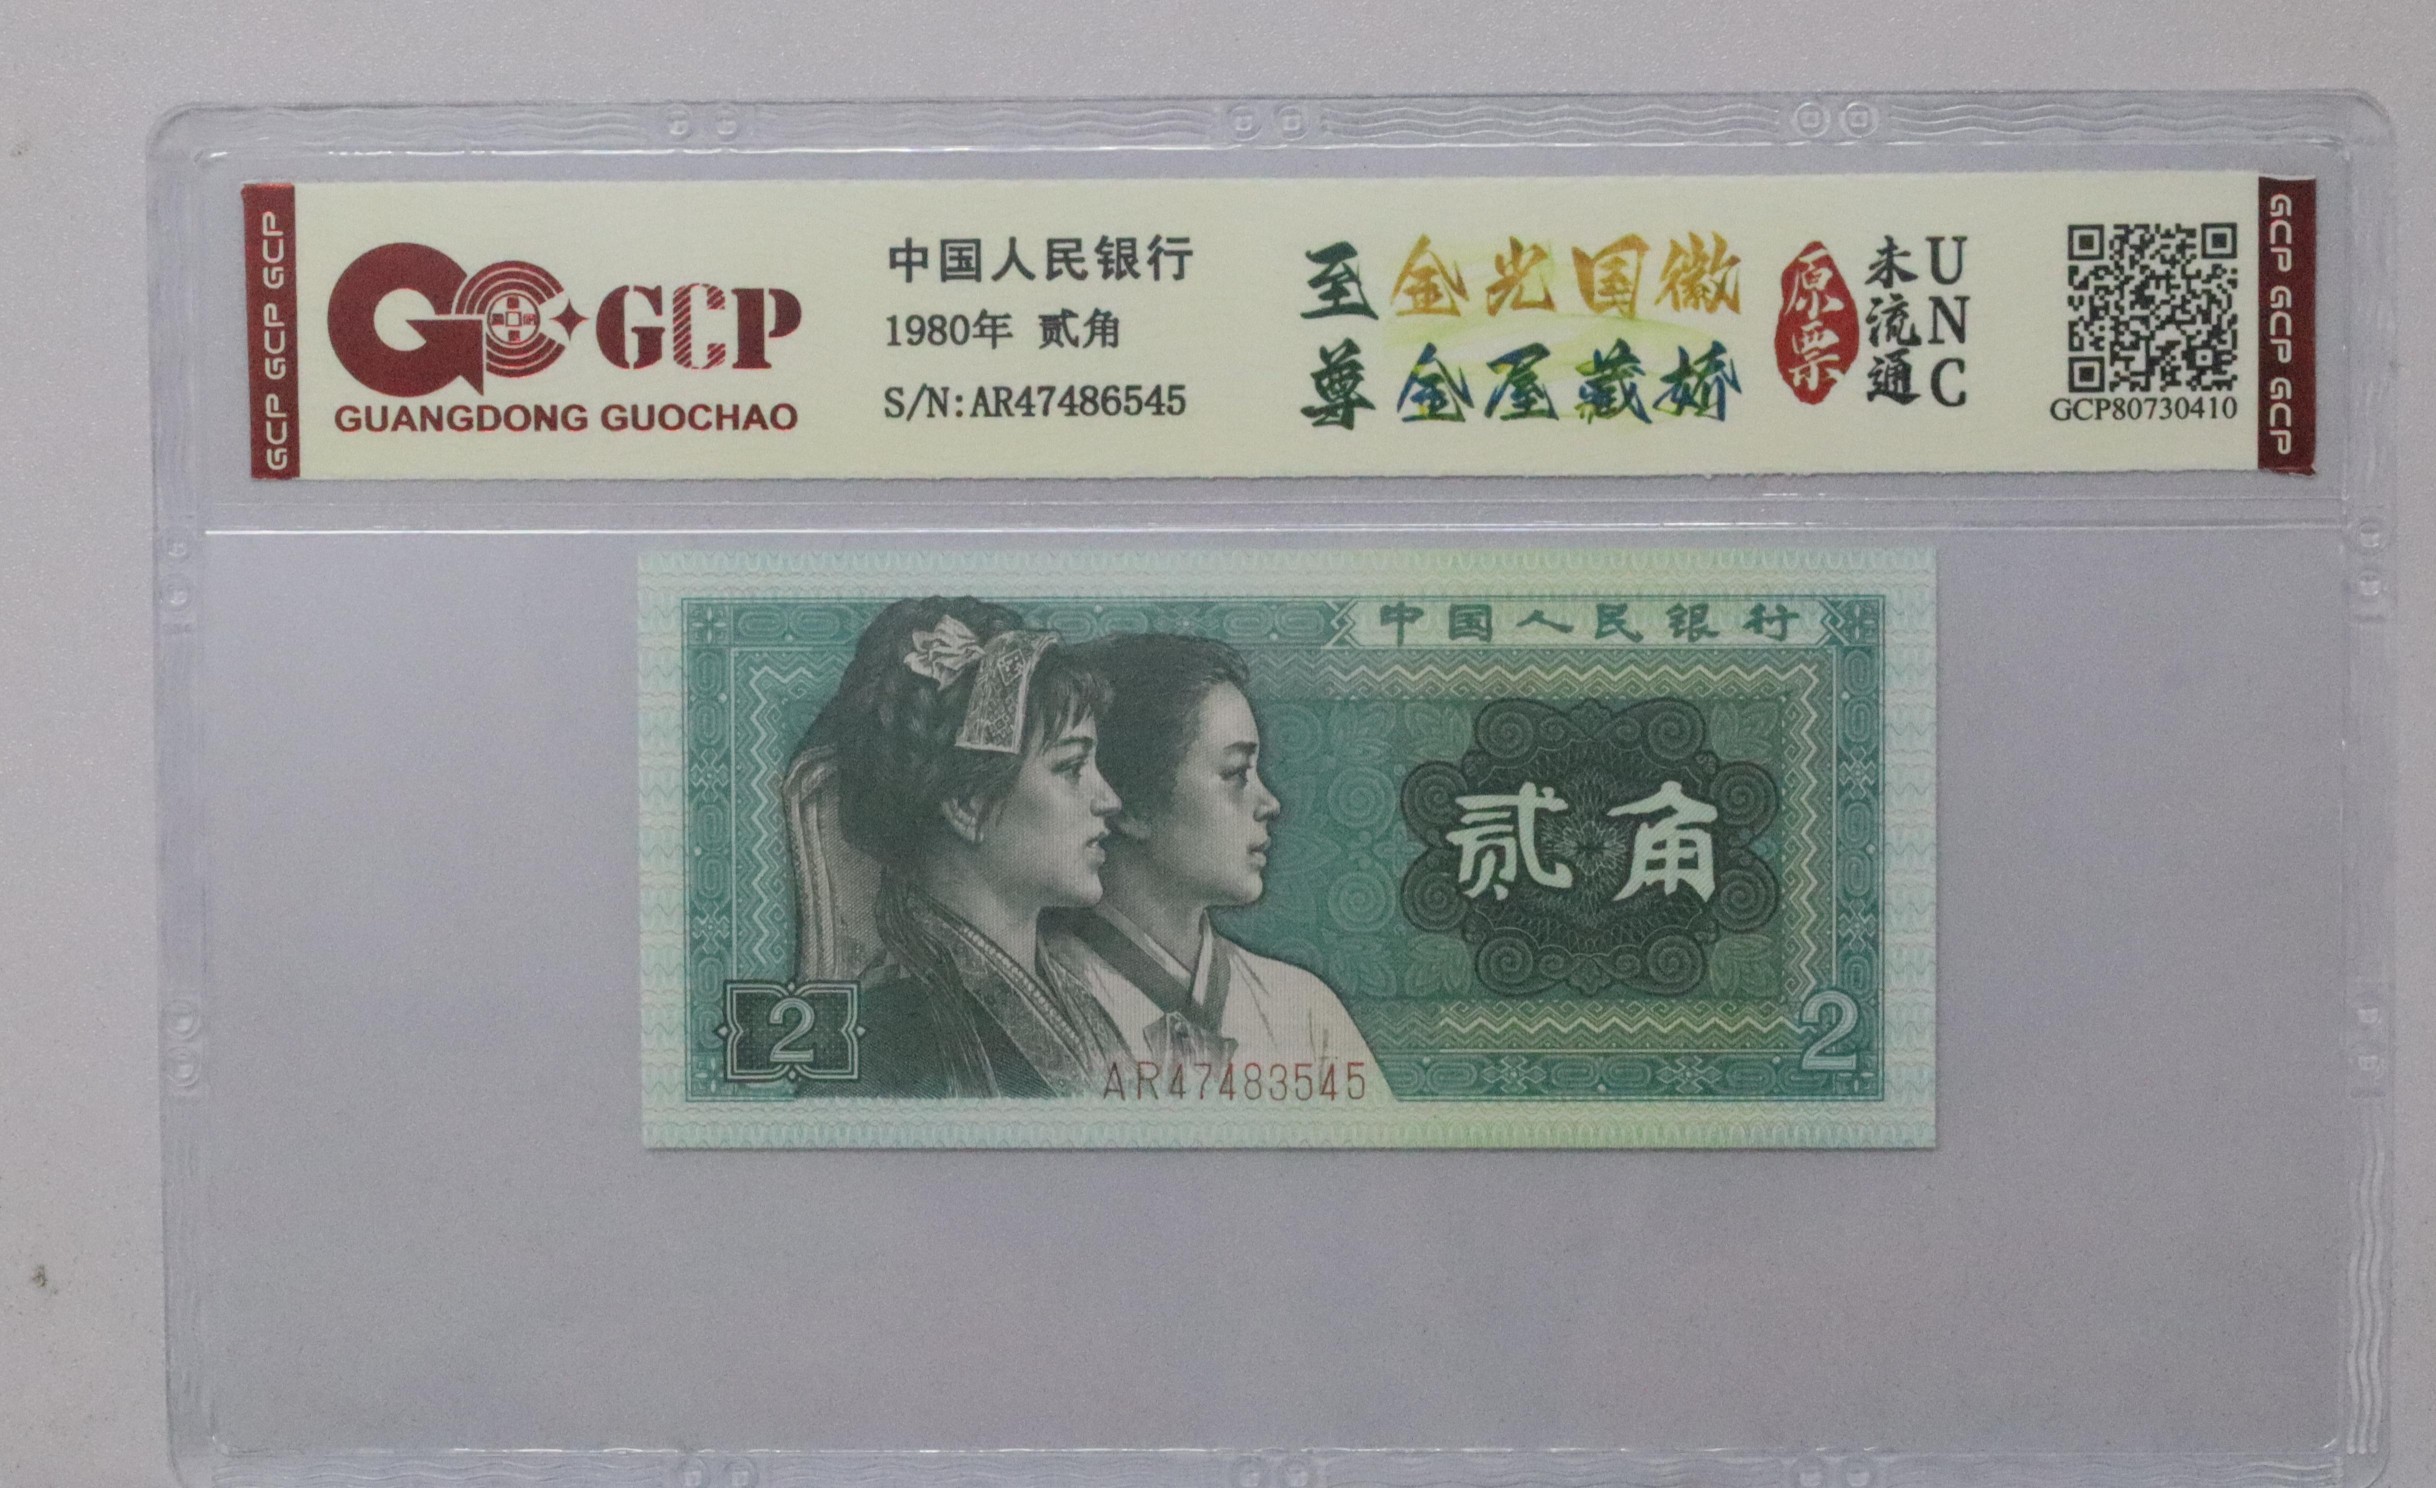 GCP GCP GCP
GCP
GUANGDONG GUOCHAO
中国人民银行
1980年 贰角
S/N:AR47486545
至尊
金光国徽
金屋藏娇
原票
未流通
UNC
GCP80730410
GCP GCP GCP
中国人民银行
贰角
2
2
AR47483545